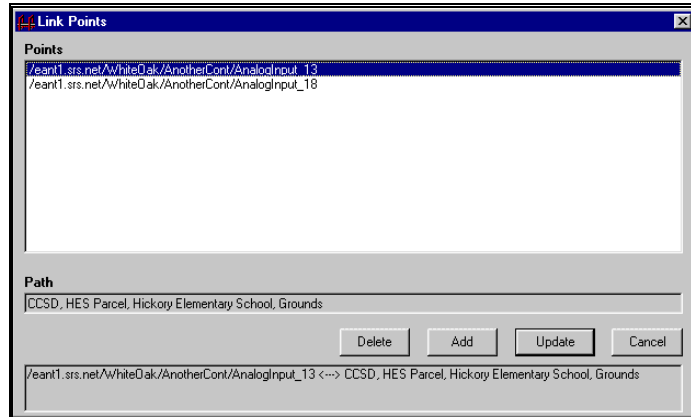 Link Points
Points
/eant1.srs.net/WhiteOak/AnotherCont/AnalogInput_13
/eant1.srs.net/WhiteOak/AnotherCont/AnalogInput_18
Path
CCSD, HES Parcel, Hickory Elementary School, Grounds
Delete Add Update Cancel
/eant1.srs.net/WhiteOak/AnotherCont/AnalogInput_13 <---> CCSD, HES Parcel, Hickory Elementary School, Grounds